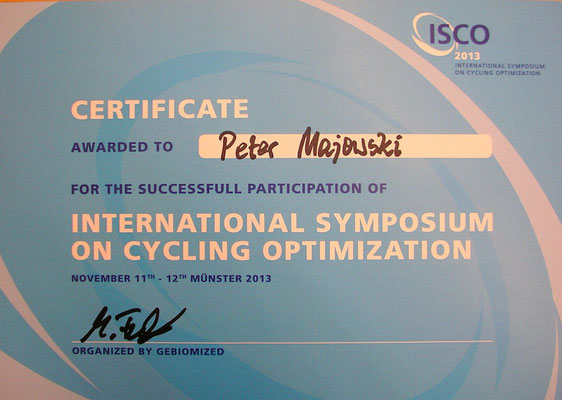 ISCO
2013
INTERNATIONAL SYMPOSIUM
ON CYCLING OPTIMIZATION
CERTIFICATE
AWARDED TO Peter Majowski
FOR THE SUCCESSFULL PARTICIPATION OF
INTERNATIONAL SYMPOSIUM
ON CYCLING OPTIMIZATION
NOVEMBER 11TH - 12TH MÜNSTER 2013
ORGANIZED BY GEBIOMIZED